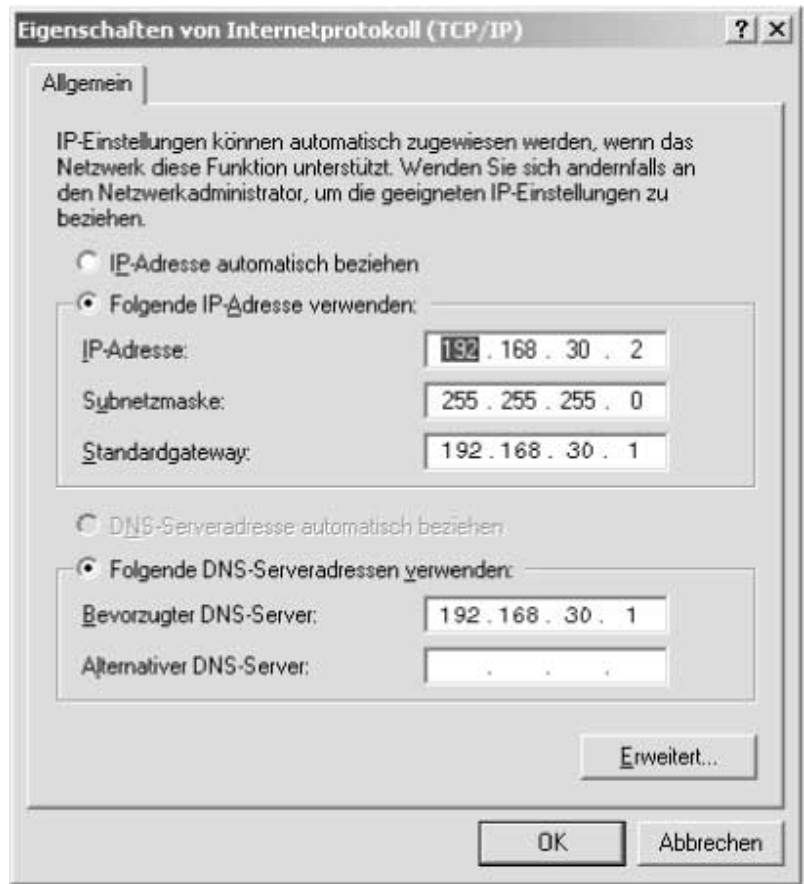 Eigenschaften von Internetprotokoll (TCP/IP)
Allgemein
IP-Einstellungen können automatisch zugewiesen werden, wenn das
Netzwerk diese Funktion unterstützt. Wenden Sie sich andernfalls an
den Netzwerkadministrator, um die geeigneten IP-Einstellungen zu
beziehen.
IP-Adresse automatisch beziehen
Folgende IP-Adresse verwenden:
IP-Adresse: 192 . 168 . 30 . 2
Subnetzmaske: 255 . 255 . 255 . 0
Standardgateway: 192 . 168 . 30 . 1
DNS-Serveradresse automatisch beziehen
Folgende DNS-Serveradressen verwenden:
Bevorzugter DNS-Server: 192 . 168 . 30 . 1
Alternativer DNS-Server: . . .
Erweitert...
OK Abbrechen